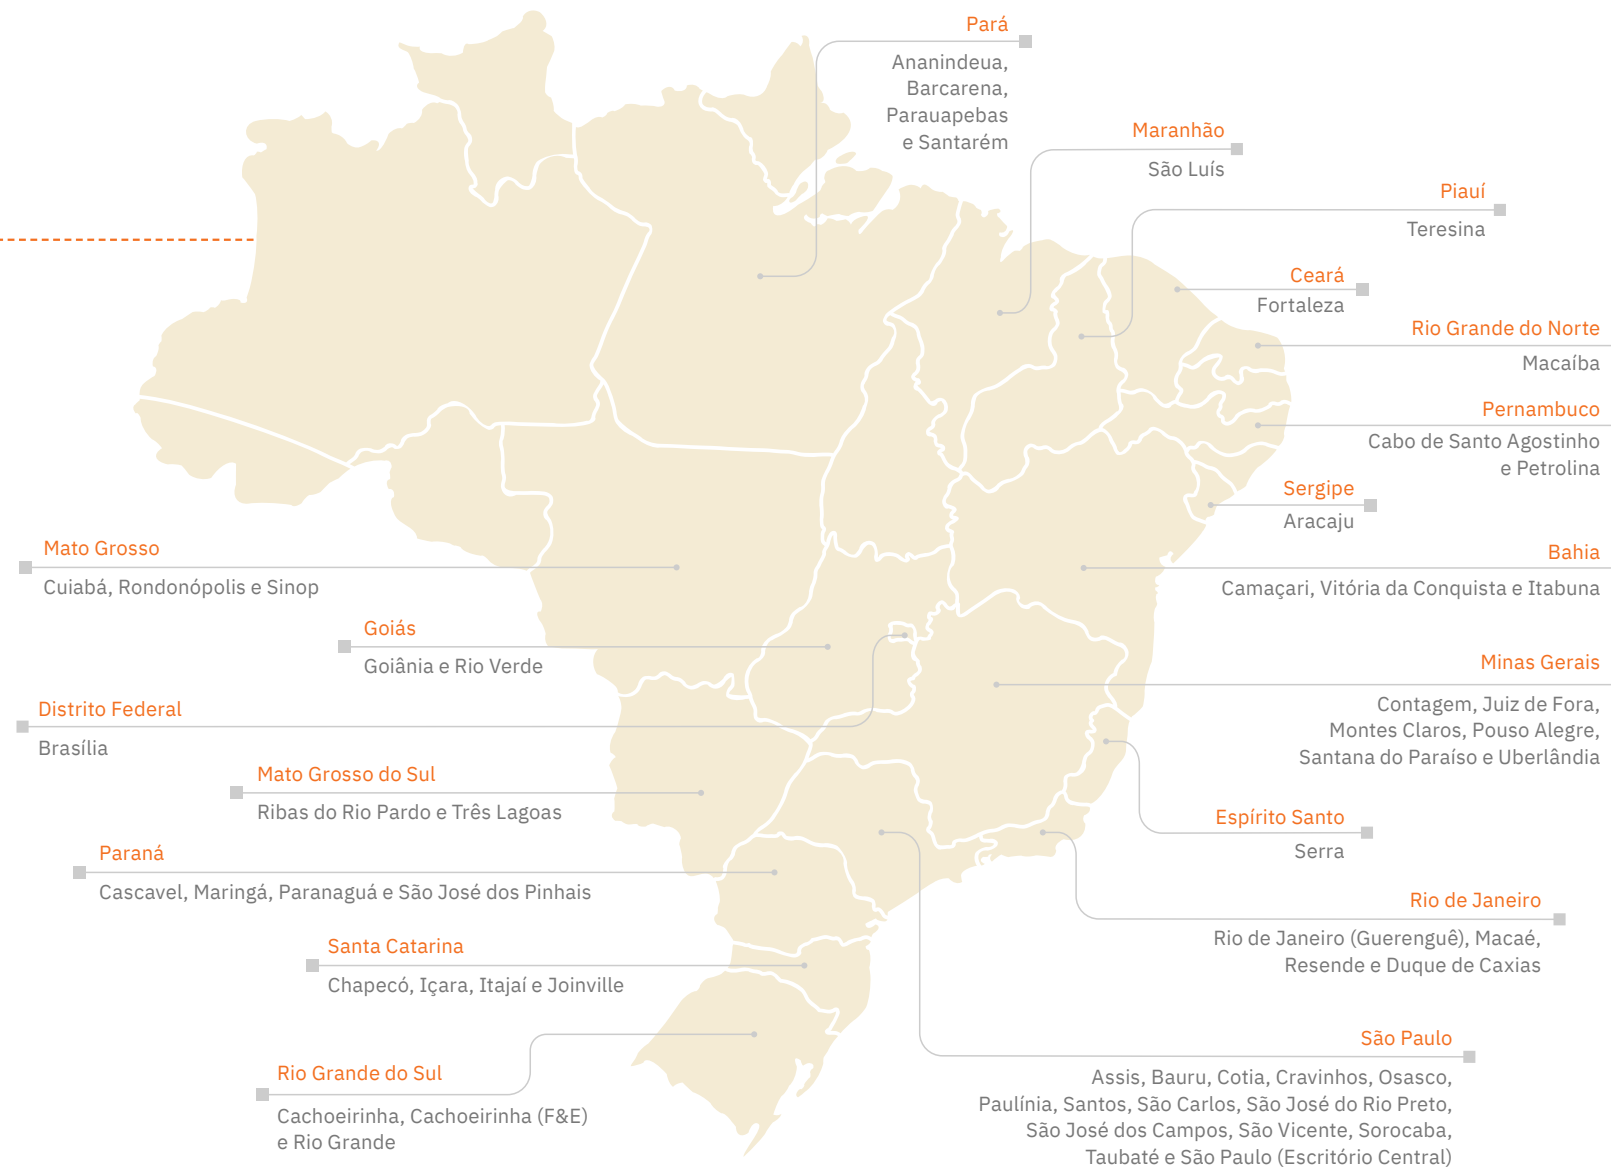 Pará
Ananindeua,
Barcarena,
Parauapebas
e Santarém
Maranhão
São Luís
Piauí
Teresina
Ceará
Fortaleza
Rio Grande do Norte
Macaíba
Pernambuco
Cabo de Santo Agostinho
e Petrolina
Sergipe
Aracaju
Bahia
Camaçari, Vitória da Conquista e Itabuna
Minas Gerais
Contagem, Juiz de Fora,
Montes Claros, Pouso Alegre,
Santana do Paraíso e Uberlândia
Espírito Santo
Serra
Rio de Janeiro
Rio de Janeiro (Guerenguê), Macaé,
Resende e Duque de Caxias
São Paulo
Assis, Bauru, Cotia, Cravinhos, Osasco,
Paulínia, Santos, São Carlos, São José do Rio Preto,
São José dos Campos, São Vicente, Sorocaba,
Taubaté e São Paulo (Escritório Central)
Mato Grosso
Cuiabá, Rondonópolis e Sinop
Goiás
Goiânia e Rio Verde
Distrito Federal
Brasília
Mato Grosso do Sul
Ribas do Rio Pardo e Três Lagoas
Paraná
Cascavel, Maringá, Paranaguá e São José dos Pinhais
Santa Catarina
Chapecó, Içara, Itajaí e Joinville
Rio Grande do Sul
Cachoeirinha, Cachoeirinha (F&E)
e Rio Grande